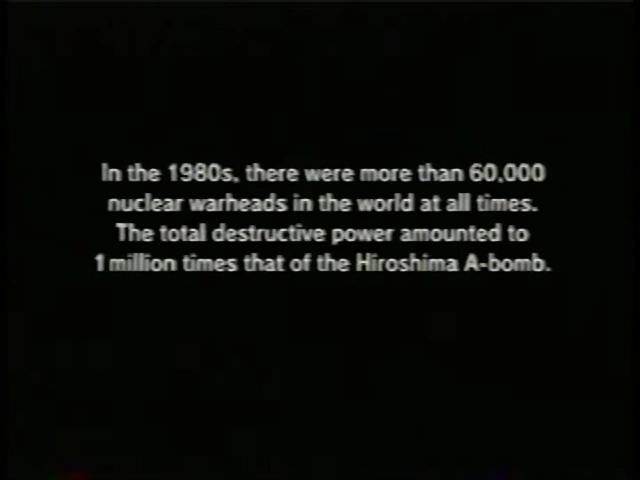 In the 1980s, there were more than 60,000
nuclear warheads in the world at all times.
The total destructive power amounted to
1 million times that of the Hiroshima A-bomb.